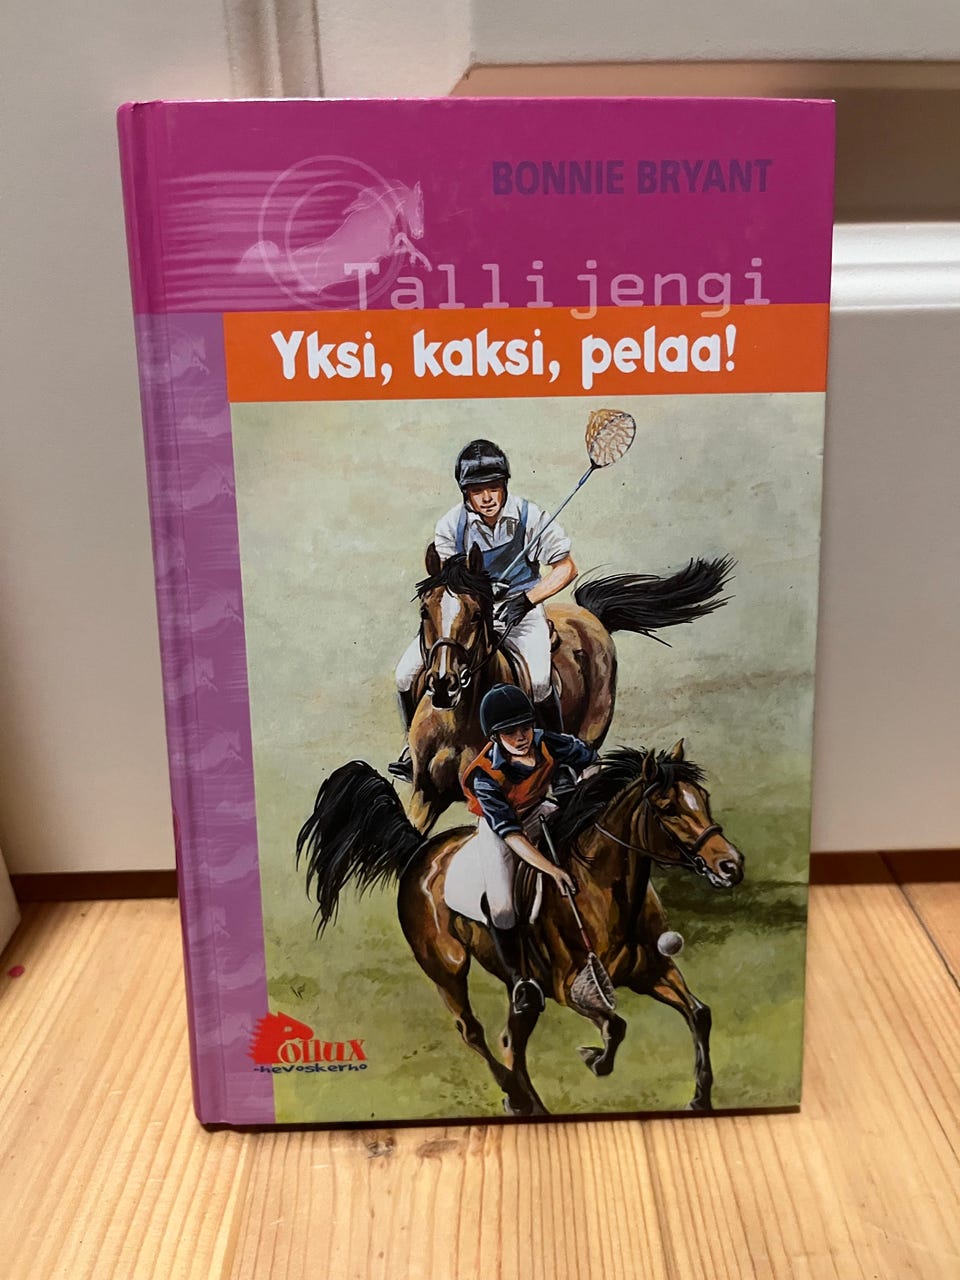 BONNIE BRYANT
Tallijengi
Yksi, kaksi, pelaa!
Pollux
-hevoskerho